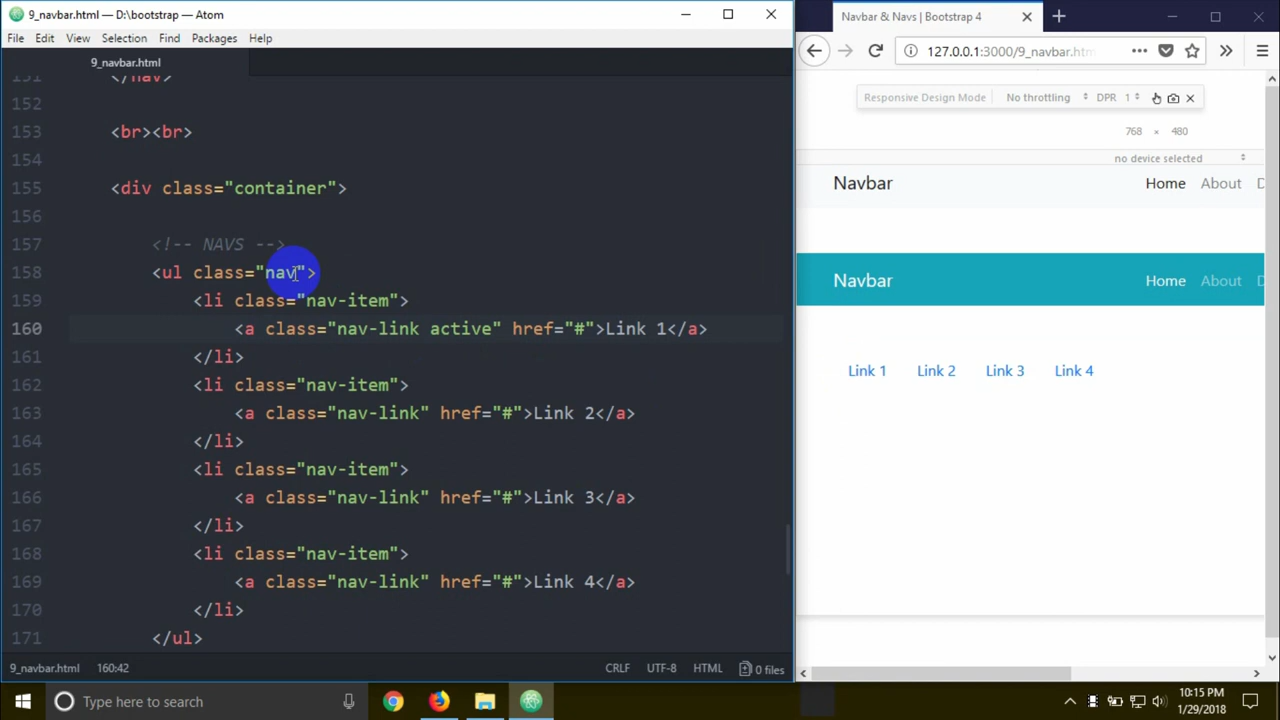 9_navbar.html — D:\bootstrap — Atom
File Edit View Selection Find Packages Help
9_navbar.html
151 </nav>
152
153 <br><br>
154
155 <div class="container">
156
157 <!-- NAVS -->
158 <ul class="nav">
159 <li class="nav-item">
160 <a class="nav-link active" href="#">Link 1</a>
161 </li>
162 <li class="nav-item">
163 <a class="nav-link" href="#">Link 2</a>
164 </li>
165 <li class="nav-item">
166 <a class="nav-link" href="#">Link 3</a>
167 </li>
168 <li class="nav-item">
169 <a class="nav-link" href="#">Link 4</a>
170 </li>
171 </ul>
9_navbar.html 160:42 CRLF UTF-8 HTML 0 files
Navbar & Navs | Bootstrap 4
127.0.0.1:3000/9_navbar.htm
Responsive Design Mode No throttling DPR 1
768 × 480
no device selected
Navbar Home About D
Navbar Home About D
Link 1 Link 2 Link 3 Link 4
Type here to search
10:15 PM
1/29/2018